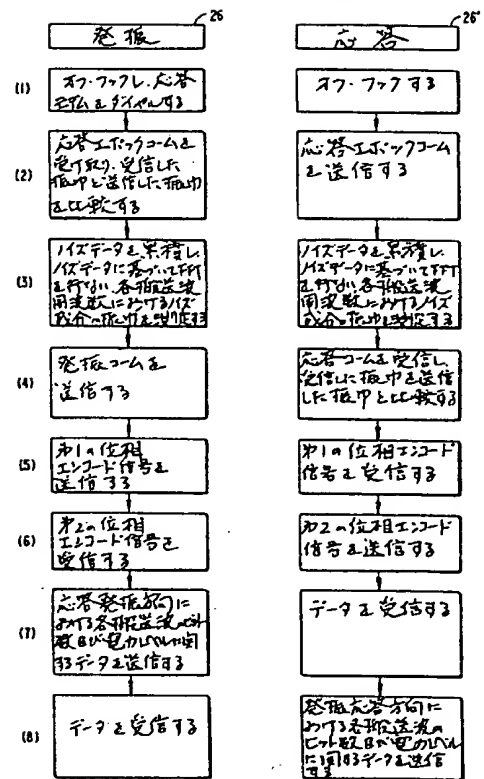 26
発振
26'
応答
(1)
オフ・フックし、応答
モデムをダイヤルする
オフ・フックする
(2)
応答エポックコームを
受け取り、受信した
振巾と送信した振巾
を比較する
応答エポックコーム
を送信する
(3)
ノイズデータを累積し、
ノイズデータに基づいてFFT
を行ない、各搬送波
周波数におけるノイズ
成分の振巾を設定する
ノイズデータを累積し、
ノイズデータに基づいてFFT
を行ない、各搬送波
周波数におけるノイズ
成分の振巾を設定する
(4)
発振コームを
送信する
応答コームを受信し、
受信した振巾を送信
した振巾と比較する
(5)
第1の位相
エンコード信号を
送信する
第1の位相エンコード
信号を受信する
(6)
第2の位相
エンコード信号を
受信する
第2の位相エンコード
信号を送信する
(7)
応答発振方向に
おける各搬送波の
数及び電力レベルに関
するデータを送信する
データを受信する
(8)
データを受信する
発振応答方向に
おける各搬送波の
ビット数及び電力レベル
に関するデータを送信
する